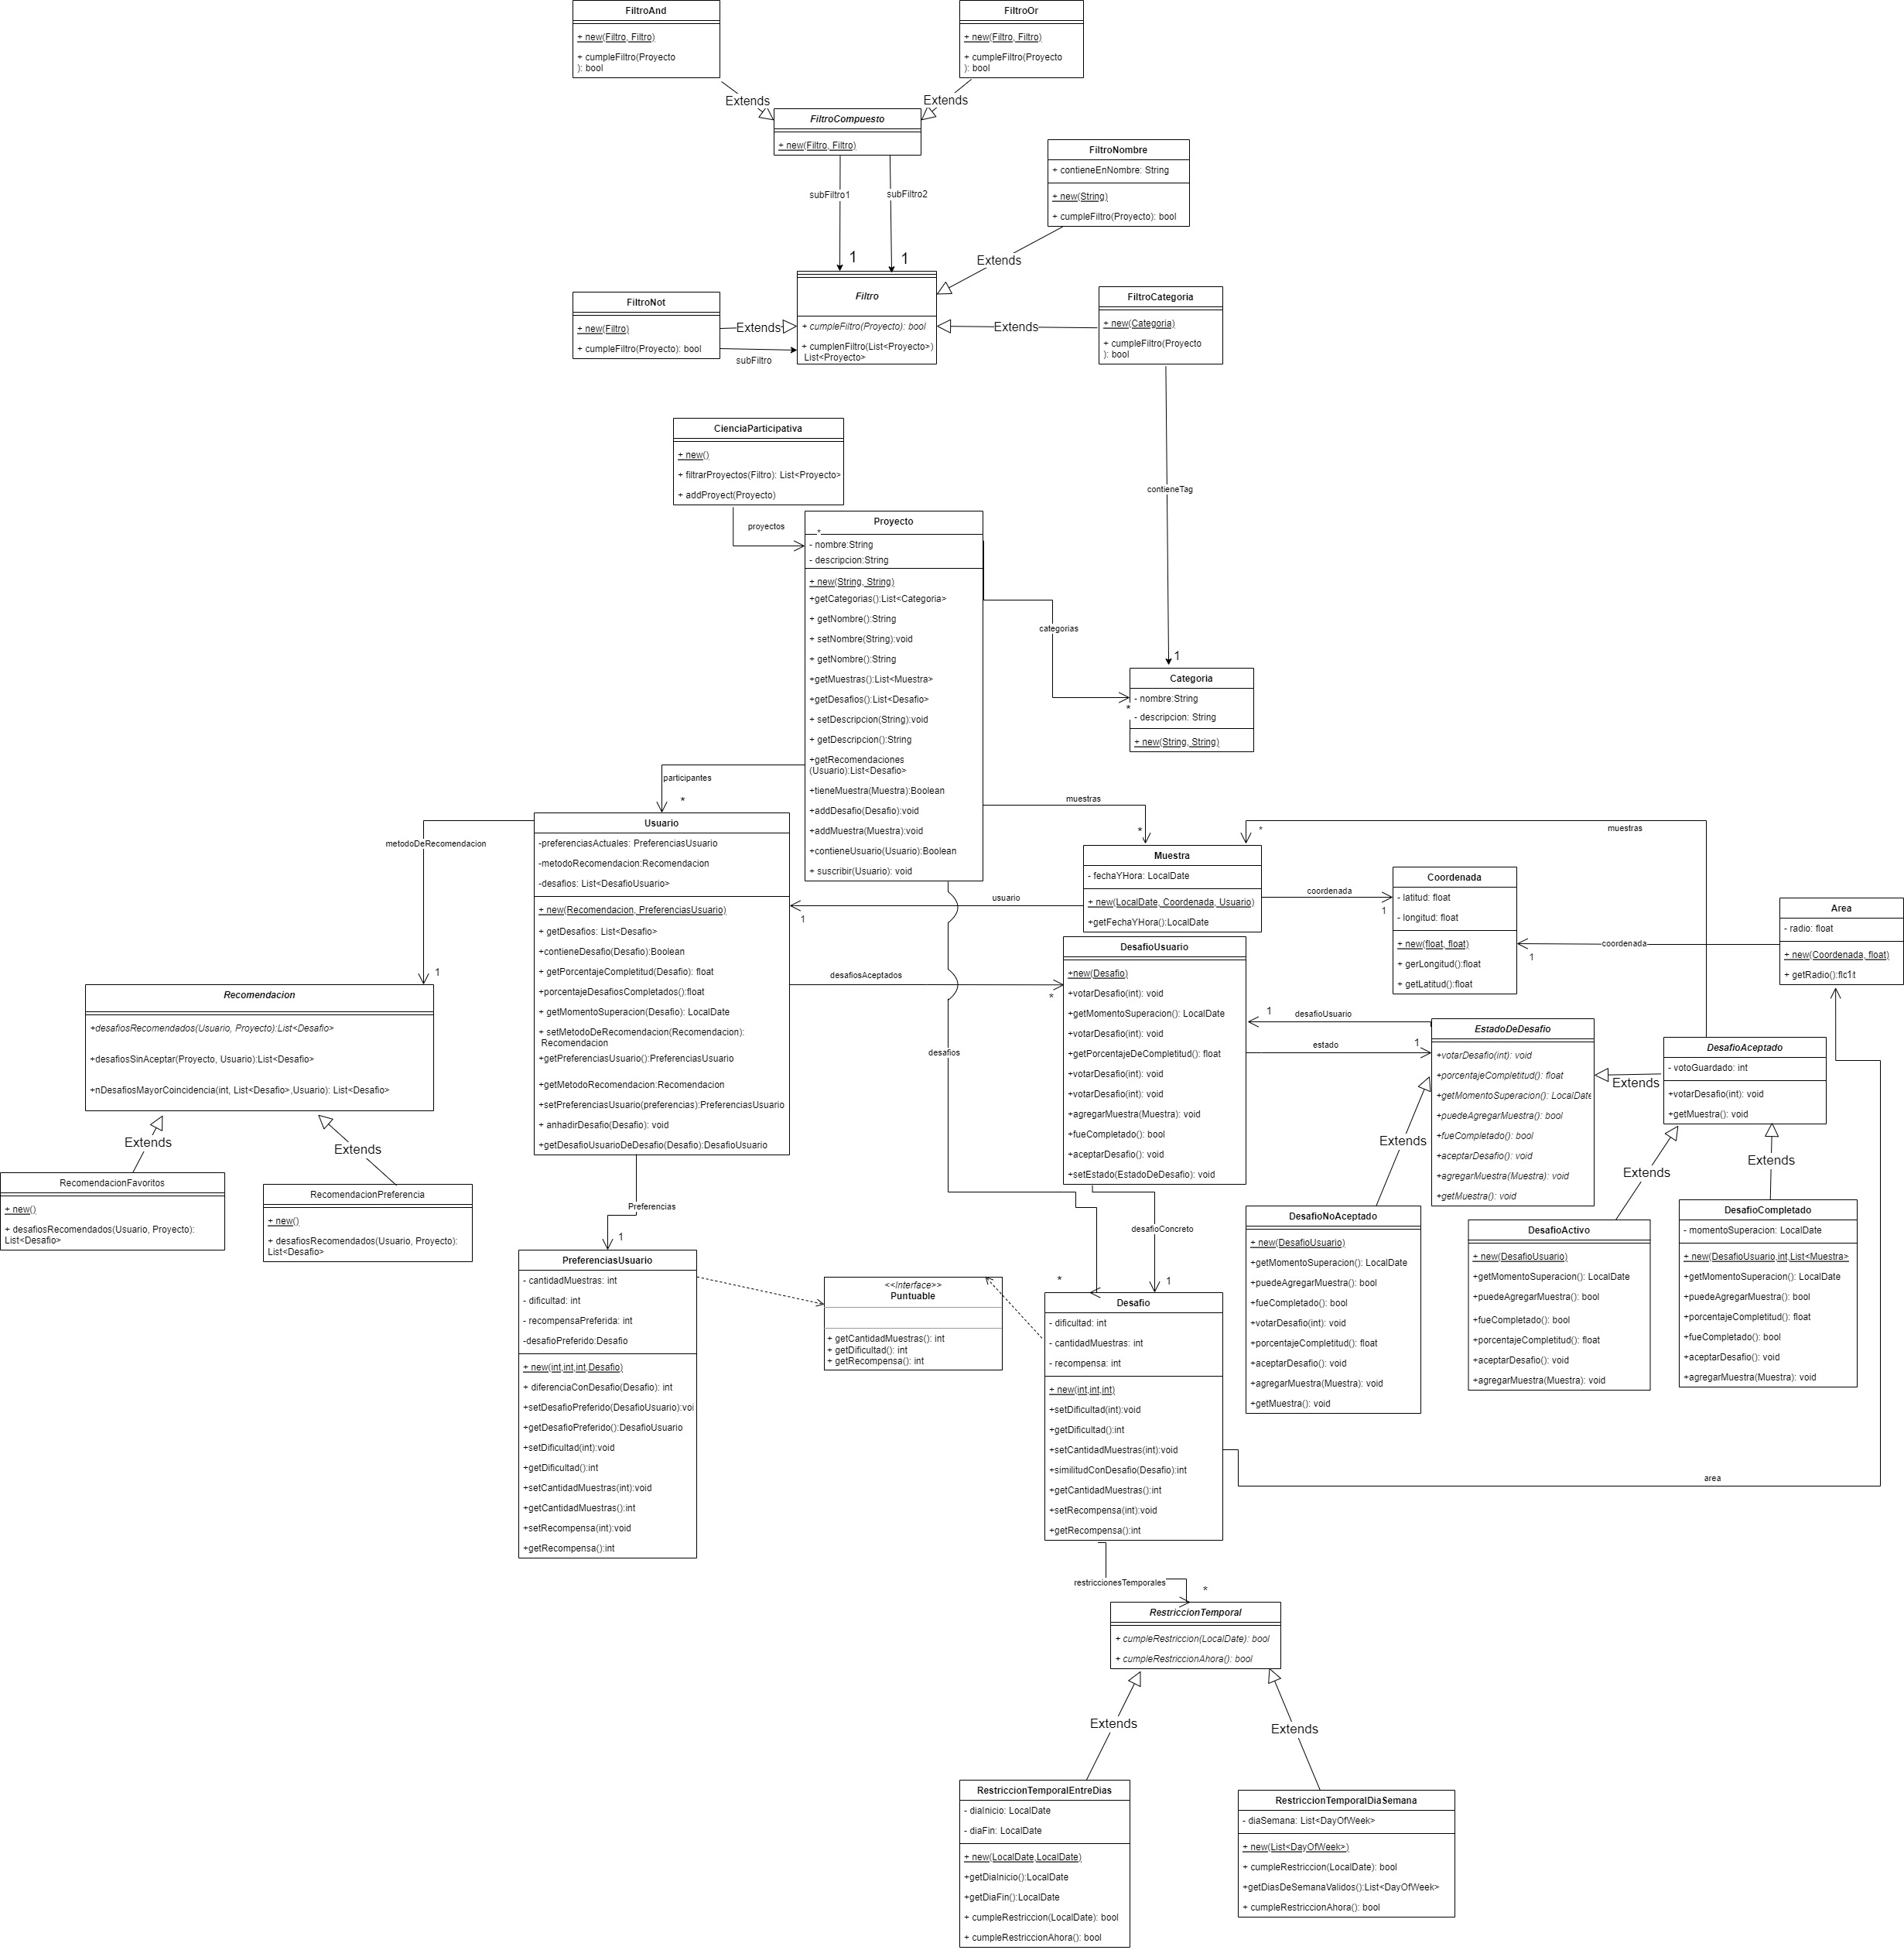 FiltroAnd
+ new(Filtro, Filtro)
+ cumpleFiltro(Proyecto
): bool
FiltroOr
+ new(Filtro, Filtro)
+ cumpleFiltro(Proyecto
): bool
Extends
Extends
FiltroCompuesto
+ new(Filtro, Filtro)
FiltroNombre
+ contieneEnNombre: String
+ new(String)
+ cumpleFiltro(Proyecto): bool
subFiltro1
subFiltro2
1
1
Extends
FiltroNot
+ new(Filtro)
+ cumpleFiltro(Proyecto): bool
Extends
subFiltro
Filtro
+ cumpleFiltro(Proyecto): bool
+ cumplenFiltro(List<Proyecto>)
List<Proyecto>
Extends
FiltroCategoria
+ new(Categoria)
+ cumpleFiltro(Proyecto
): bool
CienciaParticipativa
+ new()
+ filtrarProyectos(Filtro): List<Proyecto>
+ addProyect(Proyecto)
contieneTag
1
proyectos
*
Proyecto
- nombre:String
- descripcion:String
+ new(String, String)
+getCategorias():List<Categoria>
+ getNombre():String
+ setNombre(String):void
+ getNombre():String
+getMuestras():List<Muestra>
+getDesafios():List<Desafio>
+ setDescripcion(String):void
+ getDescripcion():String
+getRecomendaciones
(Usuario):List<Desafio>
+tieneMuestra(Muestra):Boolean
+addDesafio(Desafio):void
+addMuestra(Muestra):void
+contieneUsuario(Usuario):Boolean
+ suscribir(Usuario): void
categorias
*
Categoria
- nombre:String
- descripcion: String
+ new(String, String)
participantes
*
muestras
*
*
muestras
metodoDeRecomendacion
1
Usuario
-preferenciasActuales: PreferenciasUsuario
-metodoRecomendacion:Recomendacion
-desafios: List<DesafioUsuario>
+ new(Recomendacion, PreferenciasUsuario)
+ getDesafios: List<Desafio>
+contieneDesafio(Desafio):Boolean
+ getPorcentajeCompletitud(Desafio): float
+porcentajeDesafiosCompletados():float
+ getMomentoSuperacion(Desafio): LocalDate
+ setMetodoDeRecomendacion(Recomendacion):
Recomendacion
+getPreferenciasUsuario():PreferenciasUsuario
+getMetodoRecomendacion:Recomendacion
+setPreferenciasUsuario(preferencias):PreferenciasUsuario
+ anhadirDesafio(Desafio): void
+getDesafioUsuarioDeDesafio(Desafio):DesafioUsuario
usuario
1
Muestra
- fechaYHora: LocalDate
+ new(LocalDate, Coordenada, Usuario)
+getFechaYHora():LocalDate
coordenada
1
Coordenada
- latitud: float
- longitud: float
+ new(float, float)
+ gerLongitud():float
+ getLatitud():float
coordenada
1
Area
- radio: float
+ new(Coordenada, float)
+ getRadio():flc1t
desafiosAceptados
*
desafios
DesafioUsuario
+new(Desafio)
+votarDesafio(int): void
+getMomentoSuperacion(): LocalDate
+votarDesafio(int): void
+getPorcentajeDeCompletitud(): float
+votarDesafio(int): void
+votarDesafio(int): void
+agregarMuestra(Muestra): void
+fueCompletado(): bool
+aceptarDesafio(): void
+setEstado(EstadoDeDesafio): void
1
desafioUsuario
estado
1
EstadoDeDesafio
+votarDesafio(int): void
+porcentajeCompletitud(): float
+getMomentoSuperacion(): LocalDate
+puedeAgregarMuestra(): bool
+fueCompletado(): bool
+aceptarDesafio(): void
+agregarMuestra(Muestra): void
+getMuestra(): void
Extends
DesafioAceptado
- votoGuardado: int
+votarDesafio(int): void
+getMuestra(): void
Recomendacion
+desafiosRecomendados(Usuario, Proyecto):List<Desafio>
+desafiosSinAceptar(Proyecto, Usuario):List<Desafio>
+nDesafiosMayorCoincidencia(int, List<Desafio>,Usuario): List<Desafio>
Extends
Extends
RecomendacionFavoritos
+ new()
+ desafiosRecomendados(Usuario, Proyecto):
List<Desafio>
RecomendacionPreferencia
+ new()
+ desafiosRecomendados(Usuario, Proyecto):
List<Desafio>
Extends
Extends
Extends
Preferencias
1
desafioConcreto
1
*
DesafioNoAceptado
+ new(DesafioUsuario)
+getMomentoSuperacion(): LocalDate
+puedeAgregarMuestra(): bool
+fueCompletado(): bool
+votarDesafio(int): void
+porcentajeCompletitud(): float
+aceptarDesafio(): void
+agregarMuestra(Muestra): void
+getMuestra(): void
DesafioActivo
+ new(DesafioUsuario)
+getMomentoSuperacion(): LocalDate
+puedeAgregarMuestra(): bool
+fueCompletado(): bool
+porcentajeCompletitud(): float
+aceptarDesafio(): void
+agregarMuestra(Muestra): void
DesafioCompletado
- momentoSuperacion: LocalDate
+ new(DesafioUsuario,int,List<Muestra>
+getMomentoSuperacion(): LocalDate
+puedeAgregarMuestra(): bool
+porcentajeCompletitud(): float
+fueCompletado(): bool
+aceptarDesafio(): void
+agregarMuestra(Muestra): void
PreferenciasUsuario
- cantidadMuestras: int
- dificultad: int
- recompensaPreferida: int
-desafioPreferido:Desafio
+ new(int,int,int,Desafio)
+ diferenciaConDesafio(Desafio): int
+setDesafioPreferido(DesafioUsuario):voi
+getDesafioPreferido():DesafioUsuario
+setDificultad(int):void
+getDificultad():int
+setCantidadMuestras(int):void
+getCantidadMuestras():int
+setRecompensa(int):void
+getRecompensa():int
<<Interface>>
Puntuable
+ getCantidadMuestras(): int
+ getDificultad(): int
+ getRecompensa(): int
Desafio
- dificultad: int
- cantidadMuestras: int
- recompensa: int
+ new(int,int,int)
+setDificultad(int):void
+getDificultad():int
+setCantidadMuestras(int):void
+similitudConDesafio(Desafio):int
+getCantidadMuestras():int
+setRecompensa(int):void
+getRecompensa():int
area
restriccionesTemporales
*
RestriccionTemporal
+ cumpleRestriccion(LocalDate): bool
+ cumpleRestriccionAhora(): bool
Extends
Extends
RestriccionTemporalEntreDias
- diaInicio: LocalDate
- diaFin: LocalDate
+ new(LocalDate,LocalDate)
+getDiaInicio():LocalDate
+getDiaFin():LocalDate
+ cumpleRestriccion(LocalDate): bool
+ cumpleRestriccionAhora(): bool
RestriccionTemporalDiaSemana
- diaSemana: List<DayOfWeek>
+ new(List<DayOfWeek>)
+ cumpleRestriccion(LocalDate): bool
+getDiasDeSemanaValidos():List<DayOfWeek>
+ cumpleRestriccionAhora(): bool